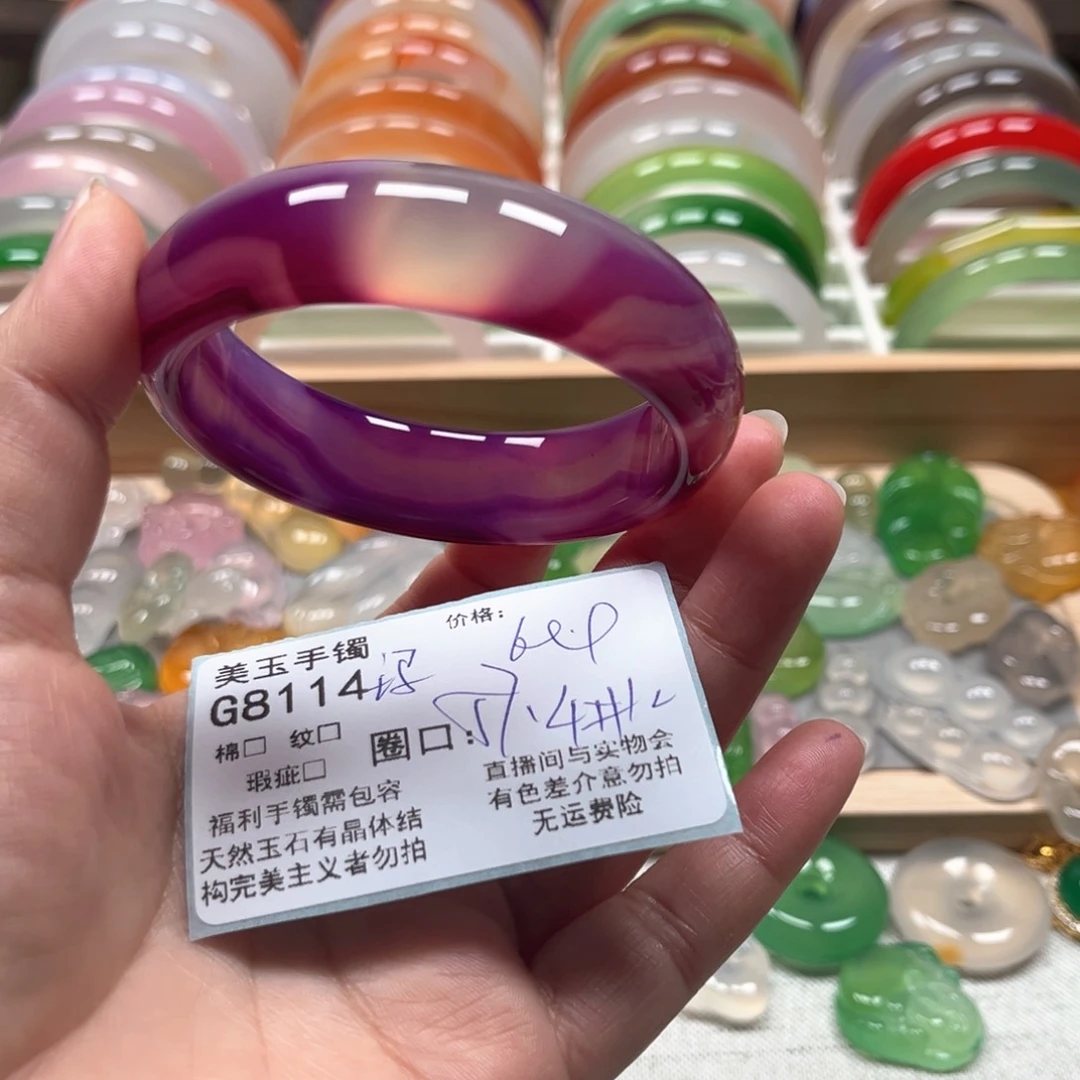 美玉手镯
价格:
G8114
棉□ 纹□
圈口:
瑕疵□
福利手镯需包容
天然玉石有晶体结
构完美主义者勿拍
直播间与实物会
有色差介意勿拍
无运费险